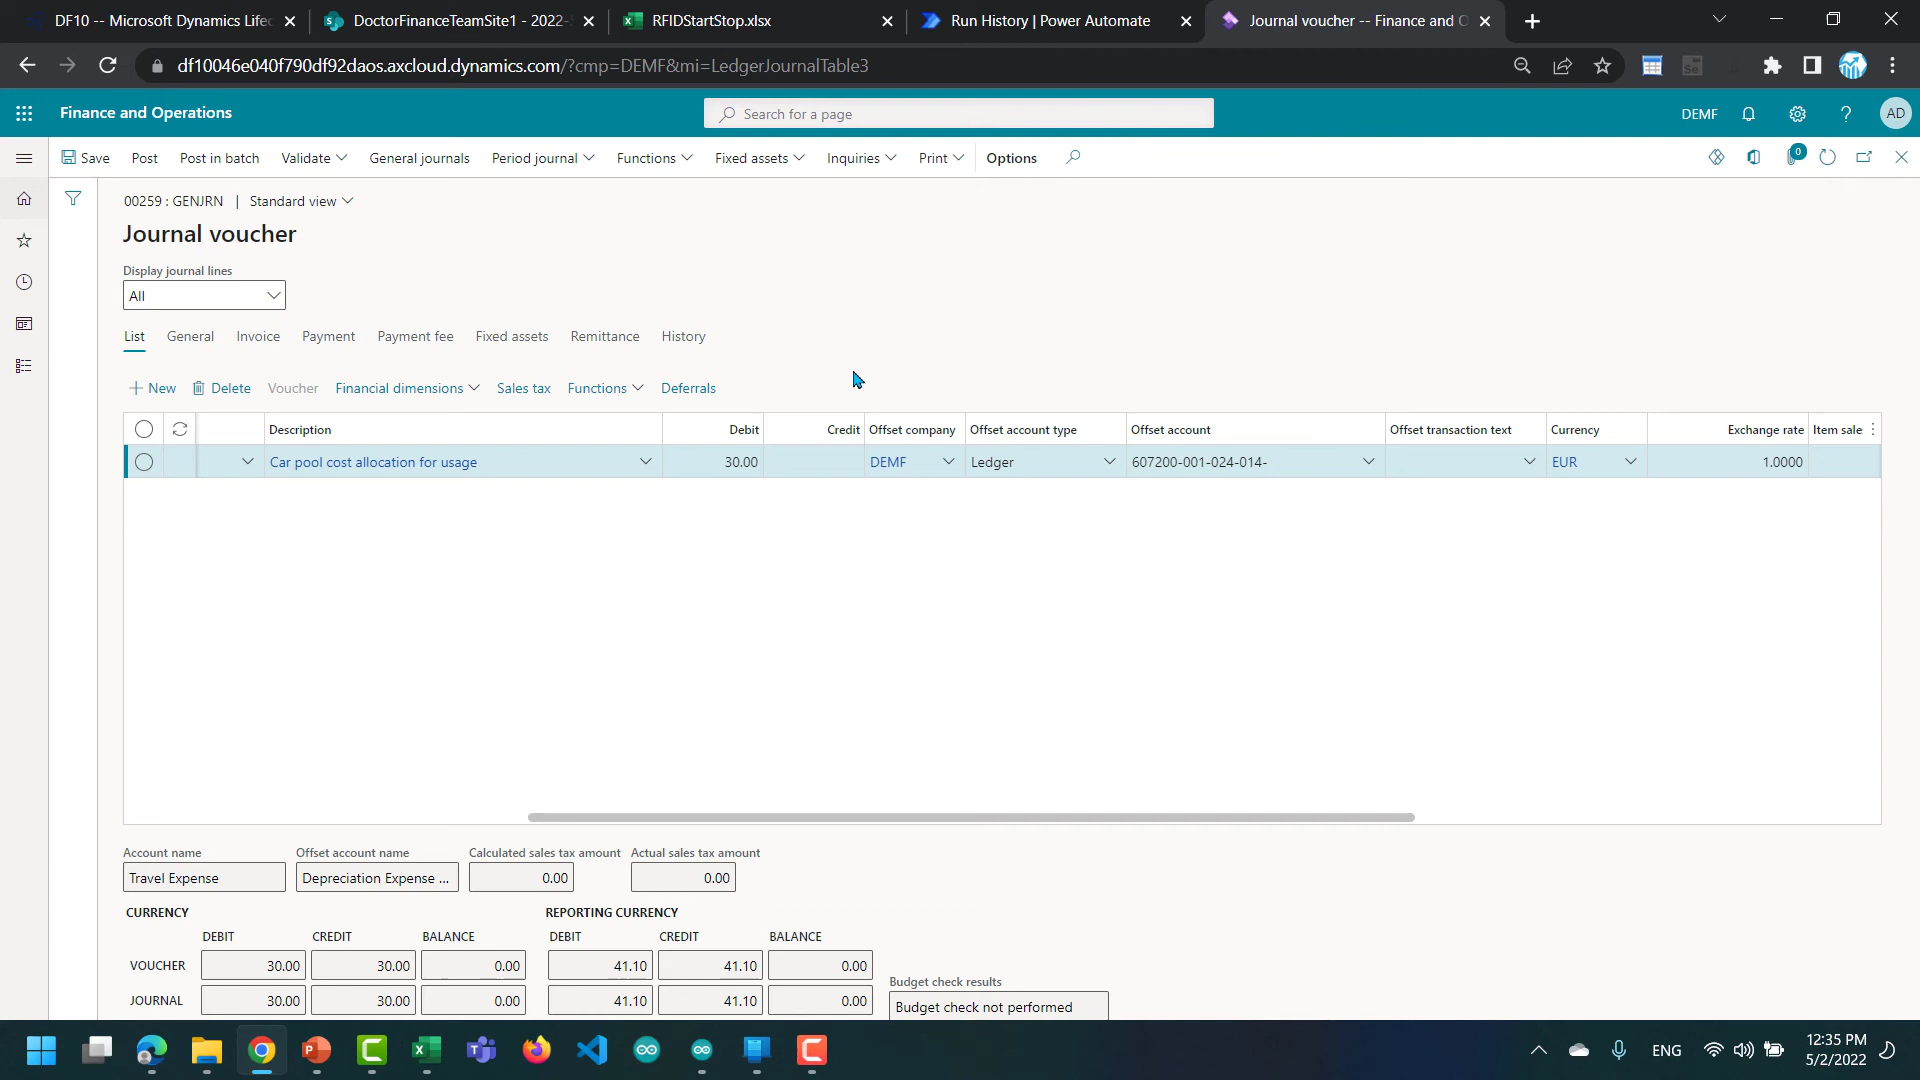 DF10 -- Microsoft Dynamics Lifec
DoctorFinanceTeamSite1 - 2022-
RFIDStartStop.xlsx
Run History | Power Automate
Journal voucher -- Finance and O
df10046e040f790df92daos.axcloud.dynamics.com/?cmp=DEMF&mi=LedgerJournalTable3
Finance and Operations
Search for a page
DEMF
AD
Save
Post
Post in batch
Validate
General journals
Period journal
Functions
Fixed assets
Inquiries
Print
Options
0
00259 : GENJRN | Standard view
Journal voucher
Display journal lines
All
List
General
Invoice
Payment
Payment fee
Fixed assets
Remittance
History
New
Delete
Voucher
Financial dimensions
Sales tax
Functions
Deferrals
Description Debit Credit Offset company Offset account type Offset account Offset transaction text Currency Exchange rate Item sale
Car pool cost allocation for usage 30.00 DEMF Ledger 607200-001-024-014- EUR 1.0000
Account name Offset account name Calculated sales tax amount Actual sales tax amount
Travel Expense Depreciation Expense ... 0.00 0.00
CURRENCY REPORTING CURRENCY
DEBIT CREDIT BALANCE DEBIT CREDIT BALANCE
VOUCHER 30.00 30.00 0.00 41.10 41.10 0.00
JOURNAL 30.00 30.00 0.00 41.10 41.10 0.00
Budget check results
Budget check not performed
ENG
12:35 PM
5/2/2022